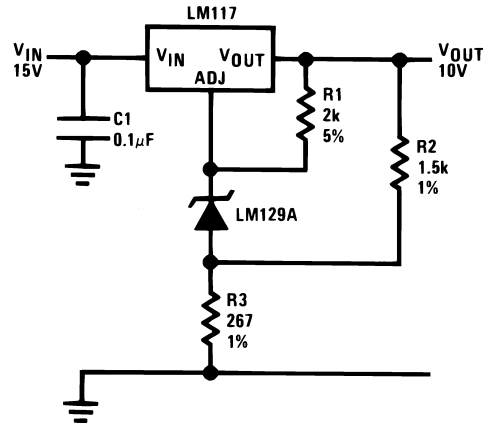 LM117
VIN
15V
VIN
VOUT
ADJ
VOUT
10V
C1
0.1μF
R1
2k
5%
R2
1.5k
1%
LM129A
R3
267
1%